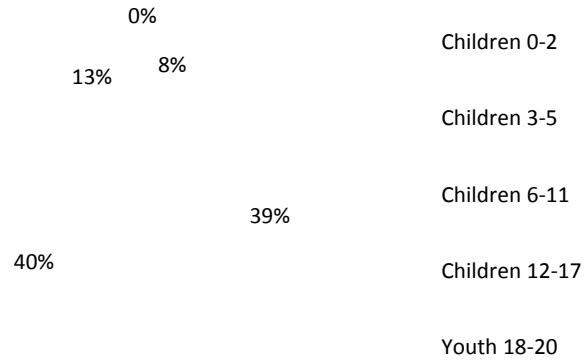 0%
8%
13%
39%
40%
Children 0-2
Children 3-5
Children 6-11
Children 12-17
Youth 18-20